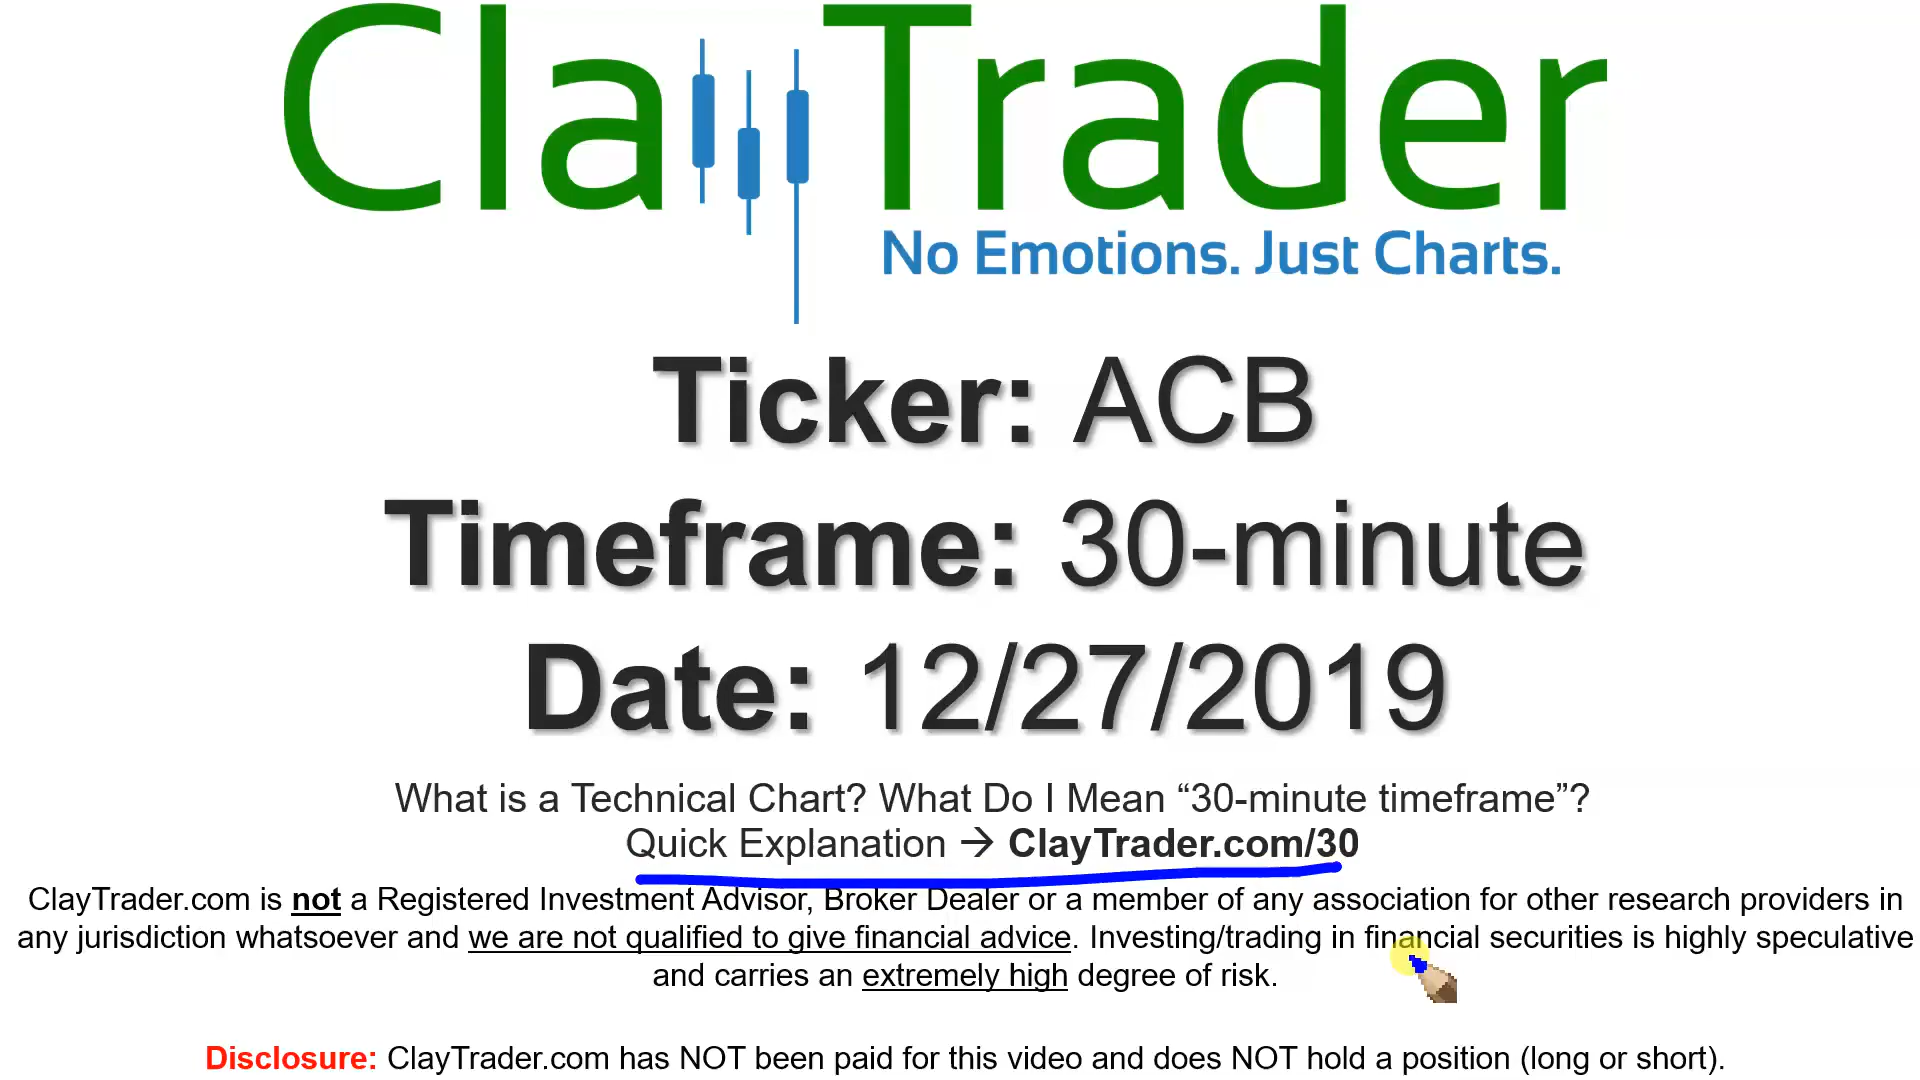 ClayTrader
No Emotions. Just Charts.
Ticker: ACB
Timeframe: 30-minute
Date: 12/27/2019
What is a Technical Chart? What Do I Mean “30-minute timeframe”?
Quick Explanation → ClayTrader.com/30
ClayTrader.com is not a Registered Investment Advisor, Broker Dealer or a member of any association for other research providers in
any jurisdiction whatsoever and we are not qualified to give financial advice. Investing/trading in financial securities is highly speculative
and carries an extremely high degree of risk.
Disclosure: ClayTrader.com has NOT been paid for this video and does NOT hold a position (long or short).